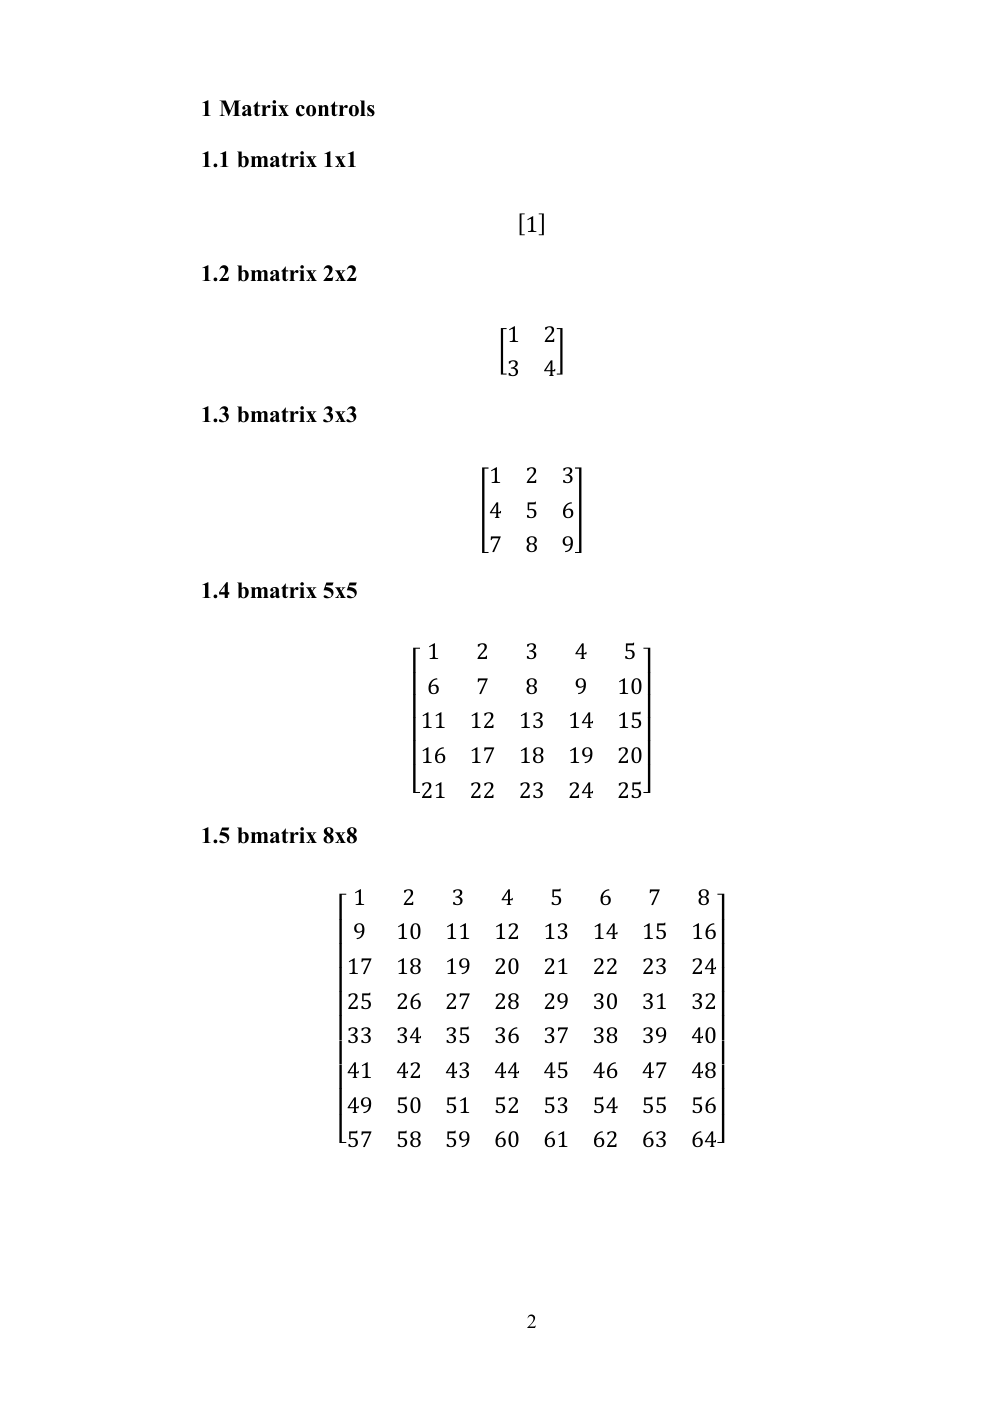 1 Matrix controls
1.1 bmatrix 1x1
[1]
1.2 bmatrix 2x2
1 2
3 4
1.3 bmatrix 3x3
1 2 3
4 5 6
7 8 9
1.4 bmatrix 5x5
1 2 3 4 5
6 7 8 9 10
11 12 13 14 15
16 17 18 19 20
21 22 23 24 25
1.5 bmatrix 8x8
1 2 3 4 5 6 7 8
9 10 11 12 13 14 15 16
17 18 19 20 21 22 23 24
25 26 27 28 29 30 31 32
33 34 35 36 37 38 39 40
41 42 43 44 45 46 47 48
49 50 51 52 53 54 55 56
57 58 59 60 61 62 63 64
2